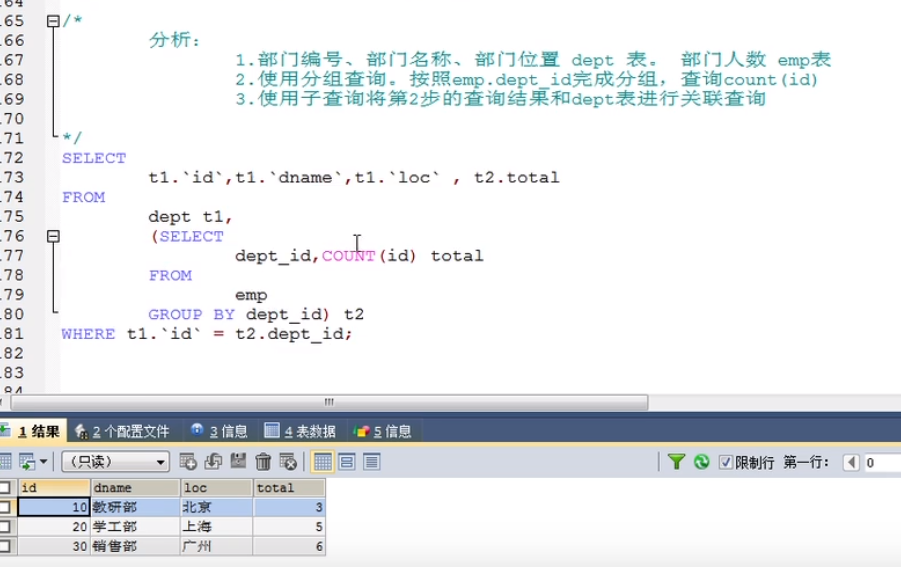 164
165 /*
166 分析:
167 1.部门编号、部门名称、部门位置 dept 表。 部门人数 emp表
168 2.使用分组查询。按照emp.dept_id完成分组，查询count(id)
169 3.使用子查询将第2步的查询结果和dept表进行关联查询
170
171 */
172 SELECT
173 t1.`id`,t1.`dname`,t1.`loc` , t2.total
174 FROM
175 dept t1,
176 (SELECT
177 dept_id,COUNT(id) total
178 FROM
179 emp
180 GROUP BY dept_id) t2
181 WHERE t1.`id` = t2.dept_id;
182
183
184
1 结果 2 个配置文件 3 信息 4 表数据 5 信息
(只读) 限制行 第一行: 0
id dname loc total
10 教研部 北京 3
20 学工部 上海 5
30 销售部 广州 6